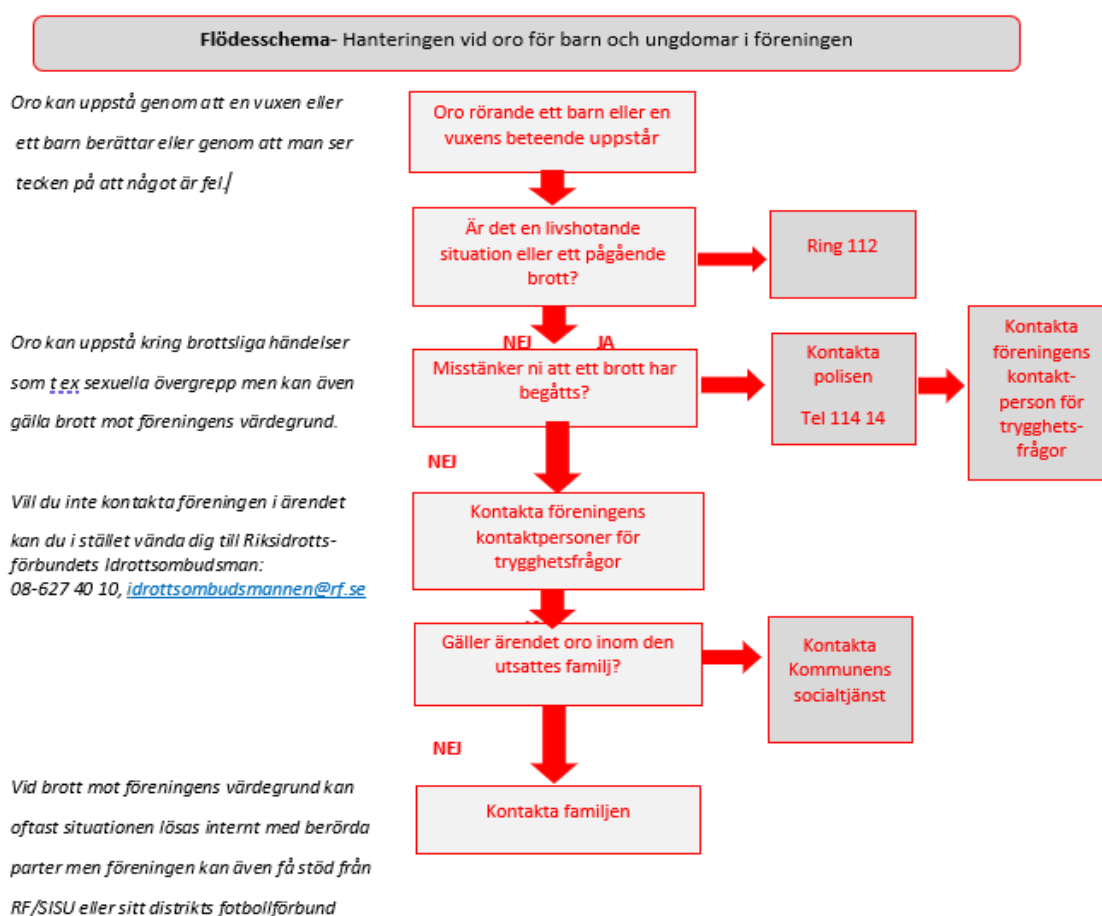 Flödesschema- Hanteringen vid oro för barn och ungdomar i föreningen
Oro kan uppstå genom att en vuxen eller
ett barn berättar eller genom att man ser
tecken på att något är fel.
Oro rörande ett barn eller en
vuxens beteende uppstår
Är det en livshotande
situation eller ett pågående
brott?
Ring 112
NEJ JA
Oro kan uppstå kring brottsliga händelser
som t ex sexuella övergrepp men kan även
gälla brott mot föreningens värdegrund.
Misstänker ni att ett brott har
begåtts?
Kontakta
polisen
Tel 114 14
Kontakta
föreningens
kontakt-
person för
trygghets-
frågor
NEJ
Vill du inte kontakta föreningen i ärendet
kan du i stället vända dig till Riksidrotts-
förbundets Idrottsombudsman:
08-627 40 10, idrottsombudsmannen@rf.se
Kontakta föreningens
kontaktpersoner för
trygghetsfrågor
Gäller ärendet oro inom den
utsattes familj?
Kontakta
Kommunens
socialtjänst
NEJ
Kontakta familjen
Vid brott mot föreningens värdegrund kan
oftast situationen lösas internt med berörda
parter men föreningen kan även få stöd från
RF/SISU eller sitt distrikts fotbollförbund